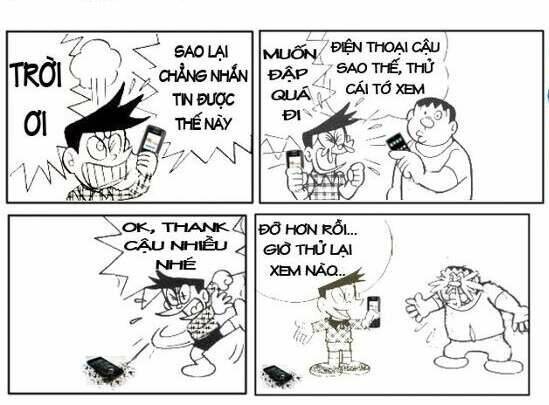 TRỜI
ƠI
SAO LẠI
CHẲNG NHẮN
TIN ĐƯỢC
THẾ NÀY
MUỐN
ĐẬP
QUÁ
ĐI
ĐIỆN THOẠI CẬU
SAO THẾ, THỬ
CÁI TỚ XEM
OK, THANK
CẬU NHIỀU
NHÉ
ĐỠ HƠN RỒI...
GIỜ THỬ LẠI
XEM NÀO...